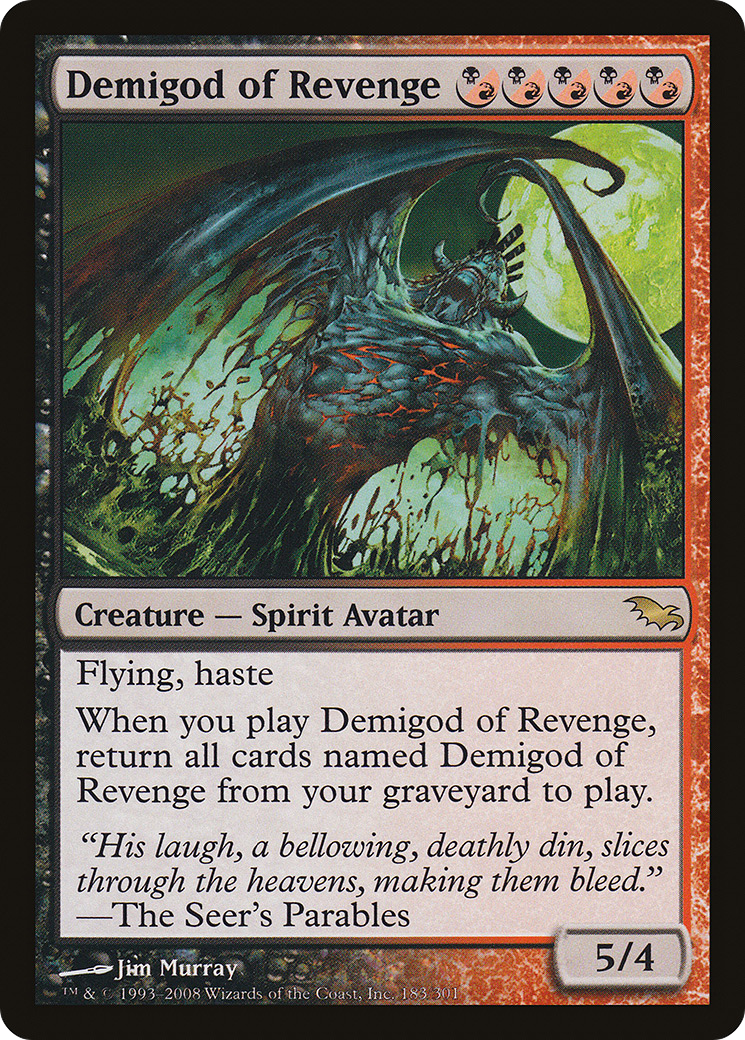 Demigod of Revenge
Creature — Spirit Avatar
Flying, haste
When you play Demigod of Revenge,
return all cards named Demigod of
Revenge from your graveyard to play.
“His laugh, a bellowing, deathly din, slices
through the heavens, making them bleed.”
—The Seer’s Parables
5/4
Jim Murray
™ & © 1993–2008 Wizards of the Coast, Inc. 183/301